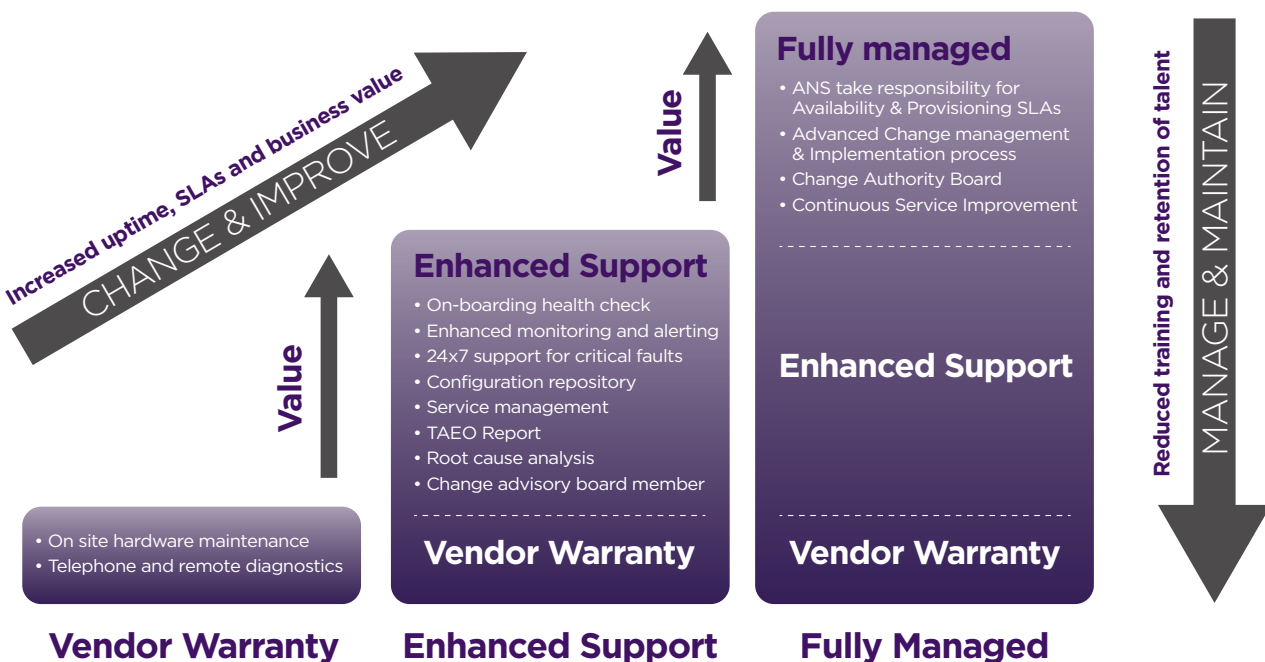 Increased uptime, SLAs and business value
CHANGE & IMPROVE
Value
• On site hardware maintenance
• Telephone and remote diagnostics
Vendor Warranty
Enhanced Support
• On-boarding health check
• Enhanced monitoring and alerting
• 24x7 support for critical faults
• Configuration repository
• Service management
• TAEO Report
• Root cause analysis
• Change advisory board member
Vendor Warranty
Enhanced Support
Value
Fully managed
• ANS take responsibility for
Availability & Provisioning SLAs
• Advanced Change management
& Implementation process
• Change Authority Board
• Continuous Service Improvement
Enhanced Support
Vendor Warranty
Fully Managed
Reduced training and retention of talent
MANAGE & MAINTAIN